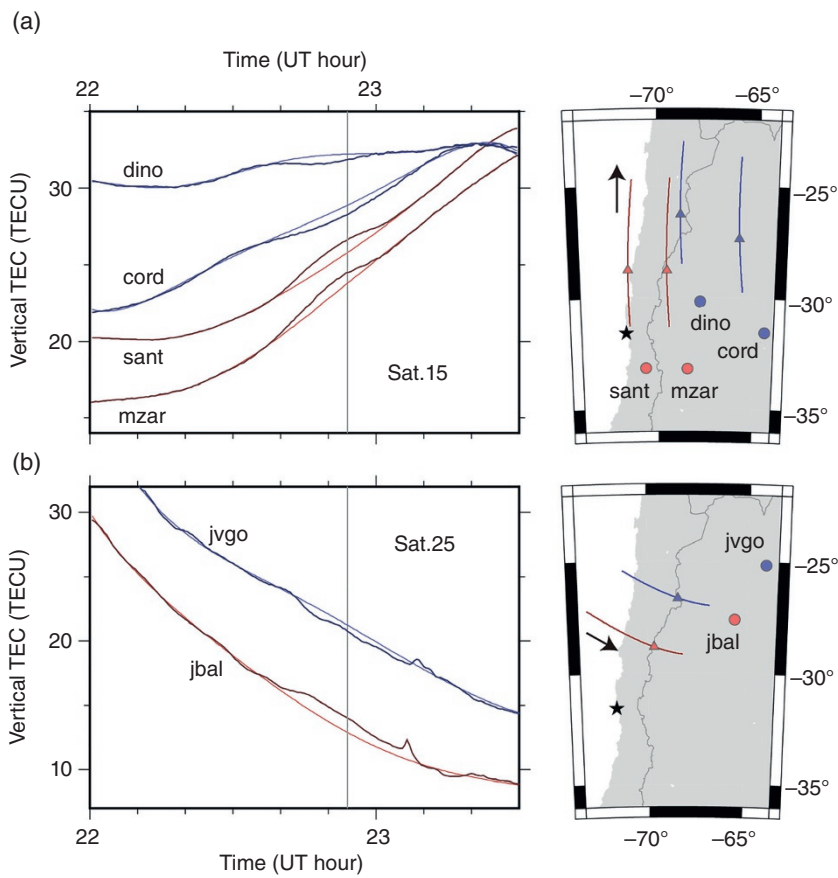 (a)
Time (UT hour)
22 23
Vertical TEC (TECU)
30
20
dino
cord
sant
mzar
Sat.15
22 23
−70° −65°
−25°
−30°
−35°
dino
cord
sant mzar
(b)
Vertical TEC (TECU)
30
20
10
jvgo
Sat.25
jbal
22 23
Time (UT hour)
jvgo
−25°
jbal
−30°
−35°
−70° −65°